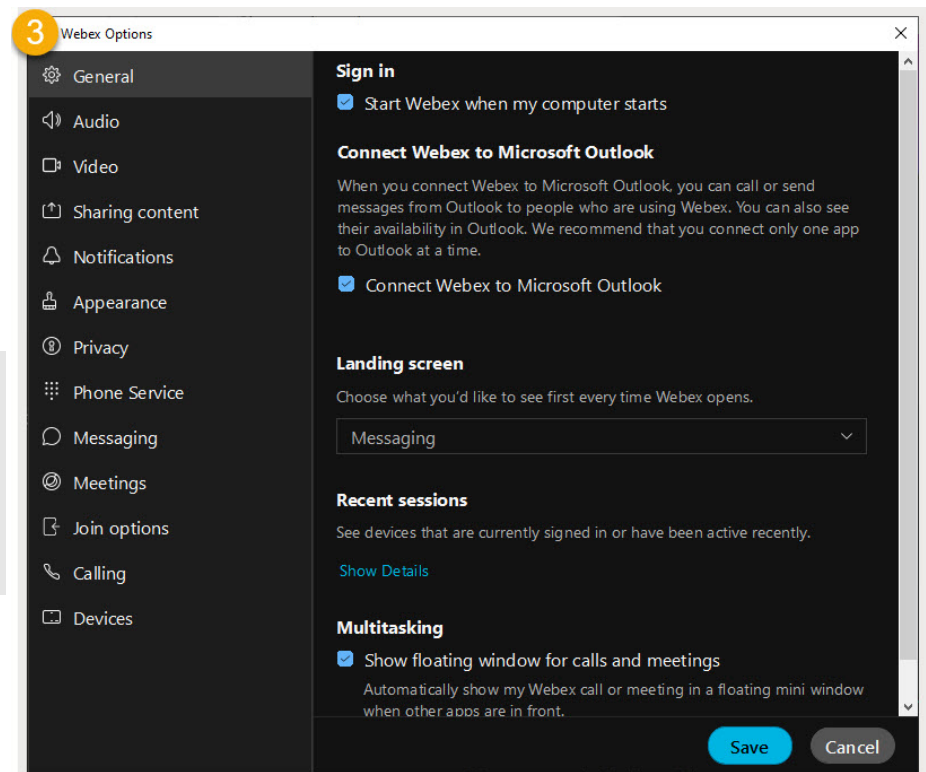 3
Webex Options
General
Audio
Video
Sharing content
Notifications
Appearance
Privacy
Phone Service
Messaging
Meetings
Join options
Calling
Devices
Sign in
Start Webex when my computer starts
Connect Webex to Microsoft Outlook
When you connect Webex to Microsoft Outlook, you can call or send
messages from Outlook to people who are using Webex. You can also see
their availability in Outlook. We recommend that you connect only one app
to Outlook at a time.
Connect Webex to Microsoft Outlook
Landing screen
Choose what you'd like to see first every time Webex opens.
Messaging
Recent sessions
See devices that are currently signed in or have been active recently.
Show Details
Multitasking
Show floating window for calls and meetings
Automatically show my Webex call or meeting in a floating mini window
when other apps are in front.
Save
Cancel